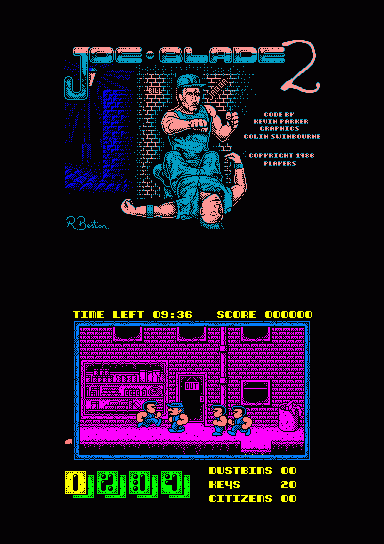 JOE·BLADE 2
CODE BY
KEVIN PARKER
GRAPHICS
COLIN SWINBOURNE
COPYRIGHT 1988
PLAYERS
R.Beston
TIME LEFT 09:36 SCORE 000000
DUSTBINS 00
KEYS 20
CITIZENS 00